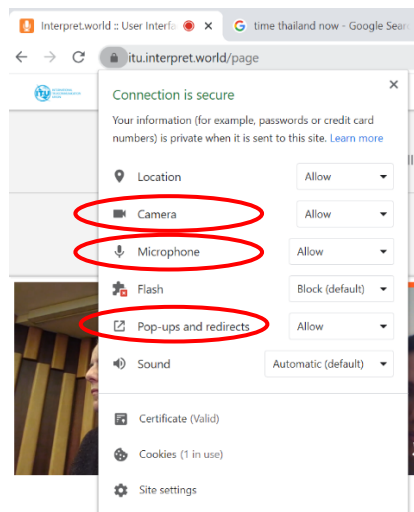 Interpret.world :: User Interfa
time thailand now - Google Sear
itu.interpret.world/page
Connection is secure
Your information (for example, passwords or credit card
numbers) is private when it is sent to this site. Learn more
Location Allow
Camera Allow
Microphone Allow
Flash Block (default)
Pop-ups and redirects Allow
Sound Automatic (default)
Certificate (Valid)
Cookies (1 in use)
Site settings